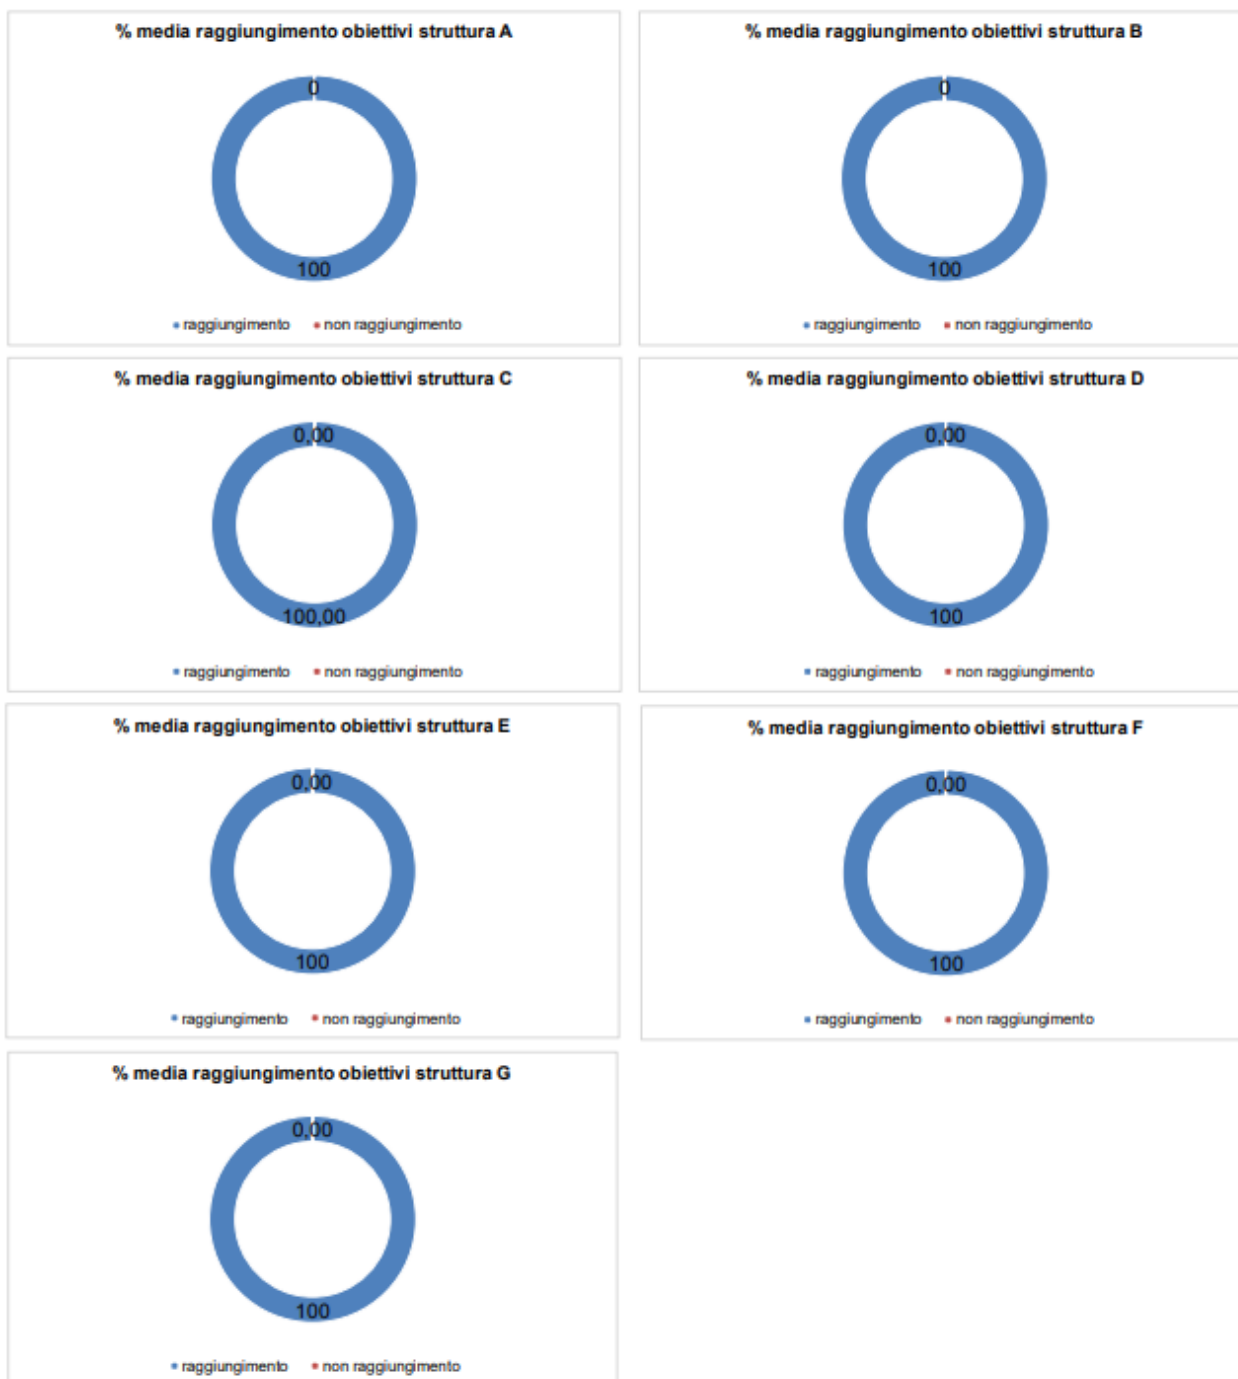 % media raggiungimento obiettivi struttura A
0
100
raggiungimento non raggiungimento
% media raggiungimento obiettivi struttura B
0
100
raggiungimento non raggiungimento
% media raggiungimento obiettivi struttura C
0,00
100,00
raggiungimento non raggiungimento
% media raggiungimento obiettivi struttura D
0,00
100
raggiungimento non raggiungimento
% media raggiungimento obiettivi struttura E
0,00
100
raggiungimento non raggiungimento
% media raggiungimento obiettivi struttura F
0,00
100
raggiungimento non raggiungimento
% media raggiungimento obiettivi struttura G
0,00
100
raggiungimento non raggiungimento